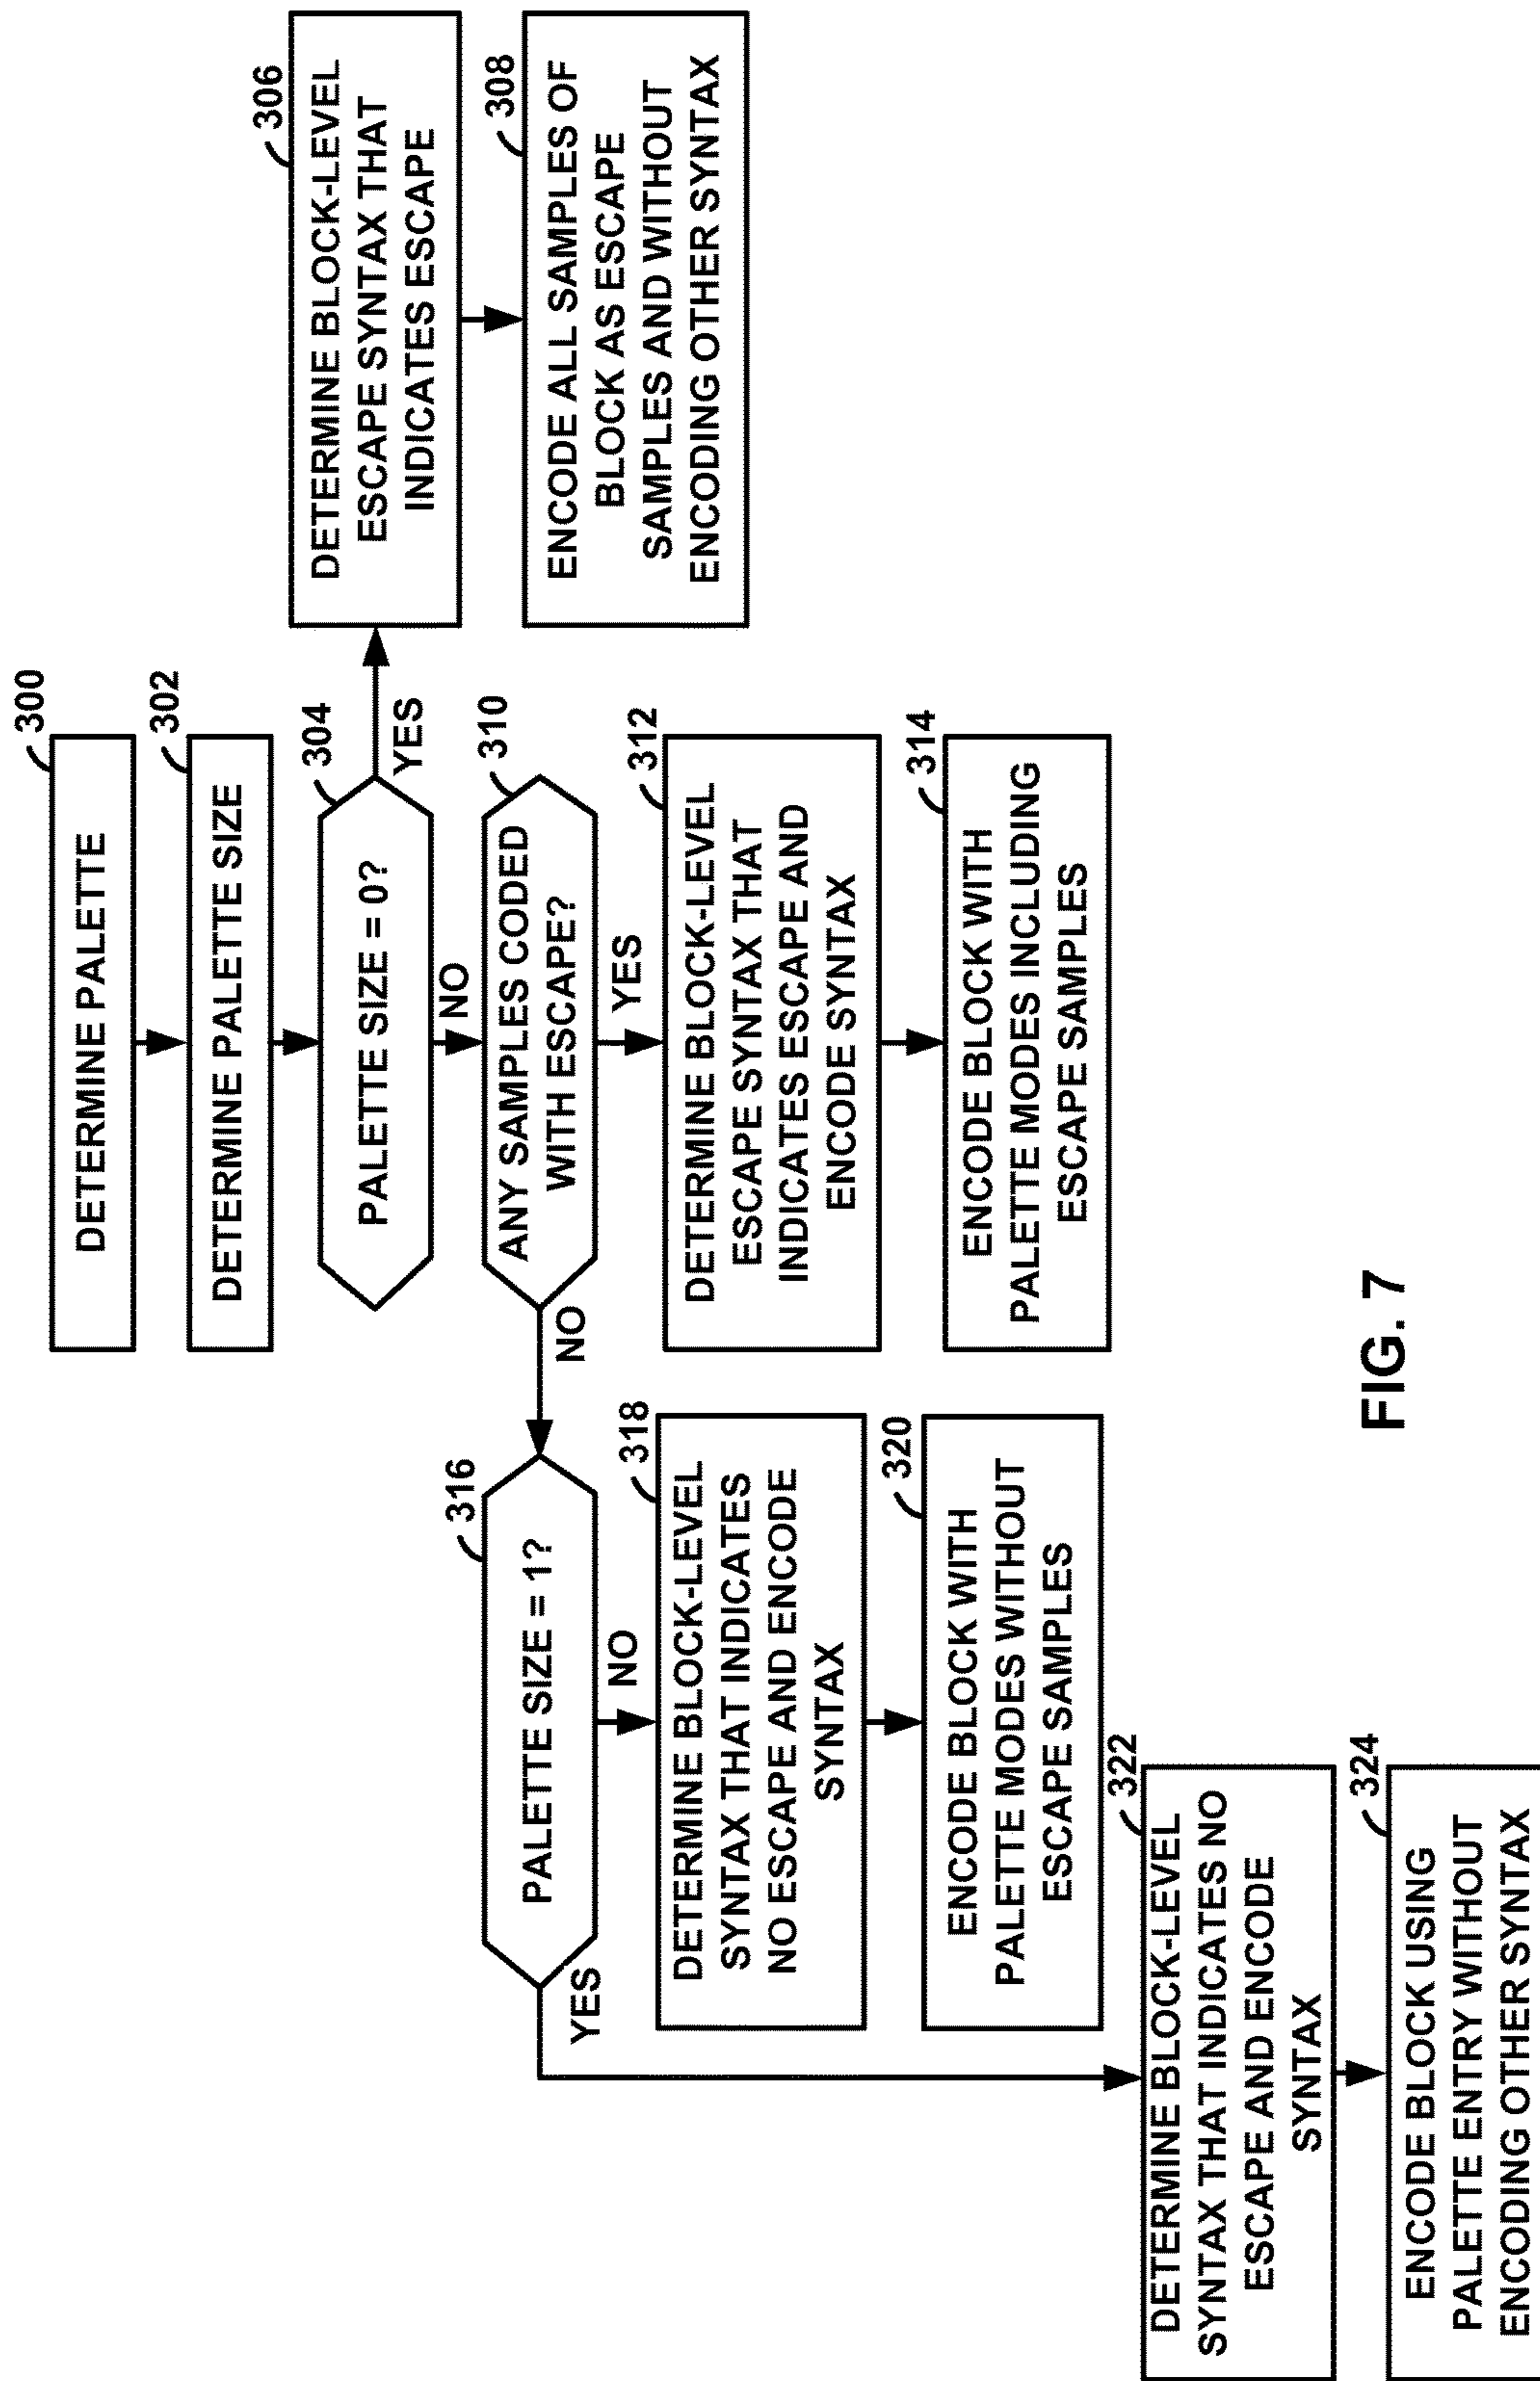 300
DETERMINE PALETTE
302
DETERMINE PALETTE SIZE
304
PALETTE SIZE = 0?
YES
NO
306
DETERMINE BLOCK-LEVEL
ESCAPE SYNTAX THAT
INDICATES ESCAPE
308
ENCODE ALL SAMPLES OF
BLOCK AS ESCAPE
SAMPLES AND WITHOUT
ENCODING OTHER SYNTAX
310
ANY SAMPLES CODED
WITH ESCAPE?
NO
YES
312
DETERMINE BLOCK-LEVEL
ESCAPE SYNTAX THAT
INDICATES ESCAPE AND
ENCODE SYNTAX
314
ENCODE BLOCK WITH
PALETTE MODES INCLUDING
ESCAPE SAMPLES
316
PALETTE SIZE = 1?
YES
NO
318
DETERMINE BLOCK-LEVEL
SYNTAX THAT INDICATES
NO ESCAPE AND ENCODE
SYNTAX
320
ENCODE BLOCK WITH
PALETTE MODES WITHOUT
ESCAPE SAMPLES
322
DETERMINE BLOCK-LEVEL
SYNTAX THAT INDICATES NO
ESCAPE AND ENCODE
SYNTAX
324
ENCODE BLOCK USING
PALETTE ENTRY WITHOUT
ENCODING OTHER SYNTAX
FIG. 7